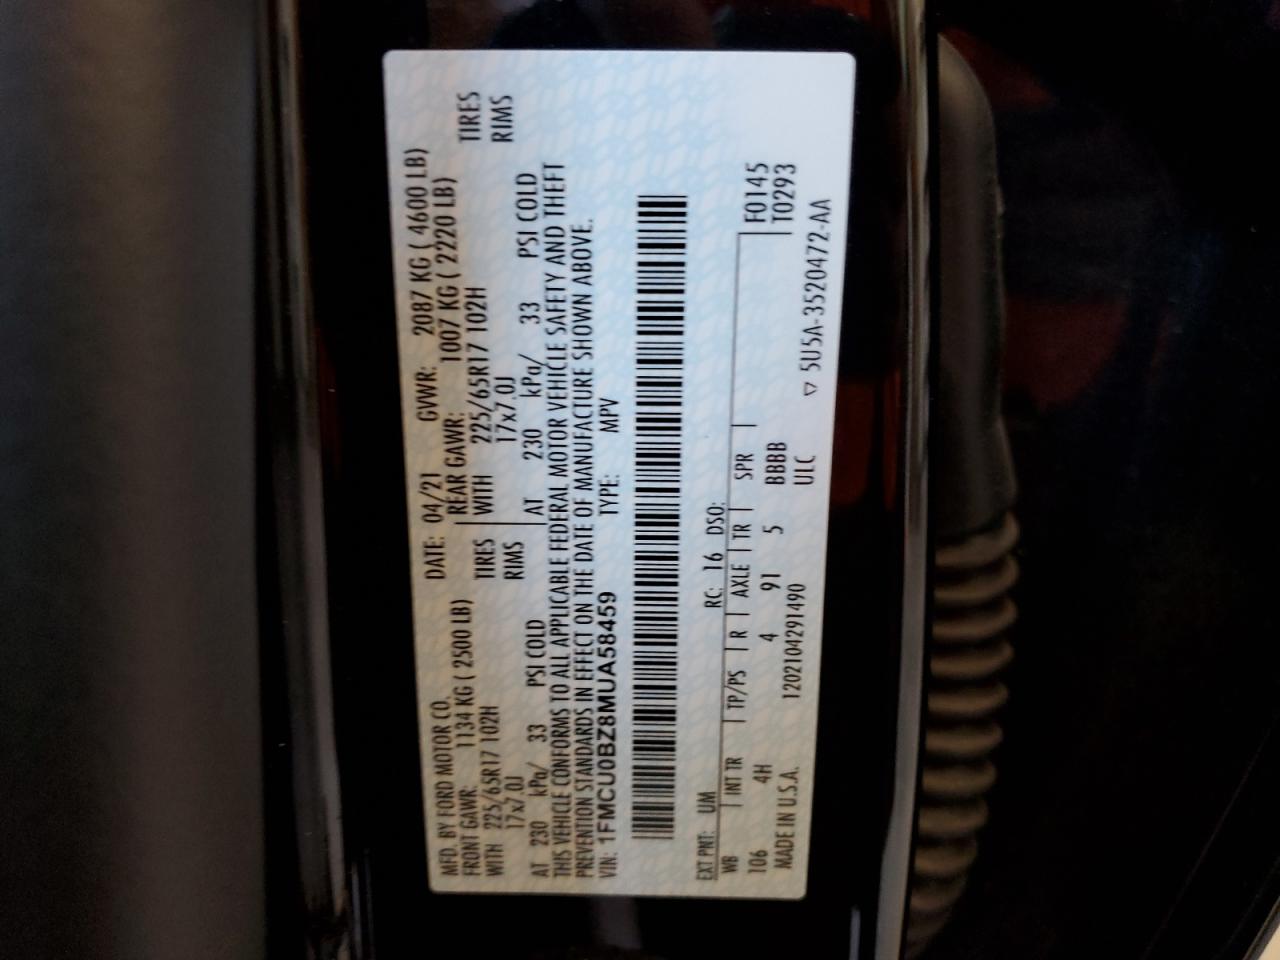 MFD. BY FORD MOTOR CO. DATE: 04/21 GVWR: 2087 KG ( 4600 LB)
FRONT GAWR: 1134 KG ( 2500 LB) REAR GAWR: 1007 KG ( 2220 LB)
WITH 225/65R17 102H TIRES WITH 225/65R17 102H TIRES
17x7.0J RIMS 17x7.0J RIMS
AT 230 kPa/ 33 PSI COLD AT 230 kPa/ 33 PSI COLD
THIS VEHICLE CONFORMS TO ALL APPLICABLE FEDERAL MOTOR VEHICLE SAFETY AND THEFT
PREVENTION STANDARDS IN EFFECT ON THE DATE OF MANUFACTURE SHOWN ABOVE.
VIN: 1FMCU0BZ8MUA58459 TYPE: MPV
EXT PNT: UM RC: 16 DSO: F0145
WB INT TR TP/PS R AXLE TR SPR T0293
106 4H 4 91 5 BBBB
MADE IN U.S.A. 1202104291490 ULC ▽ 5U5A-3520472-AA